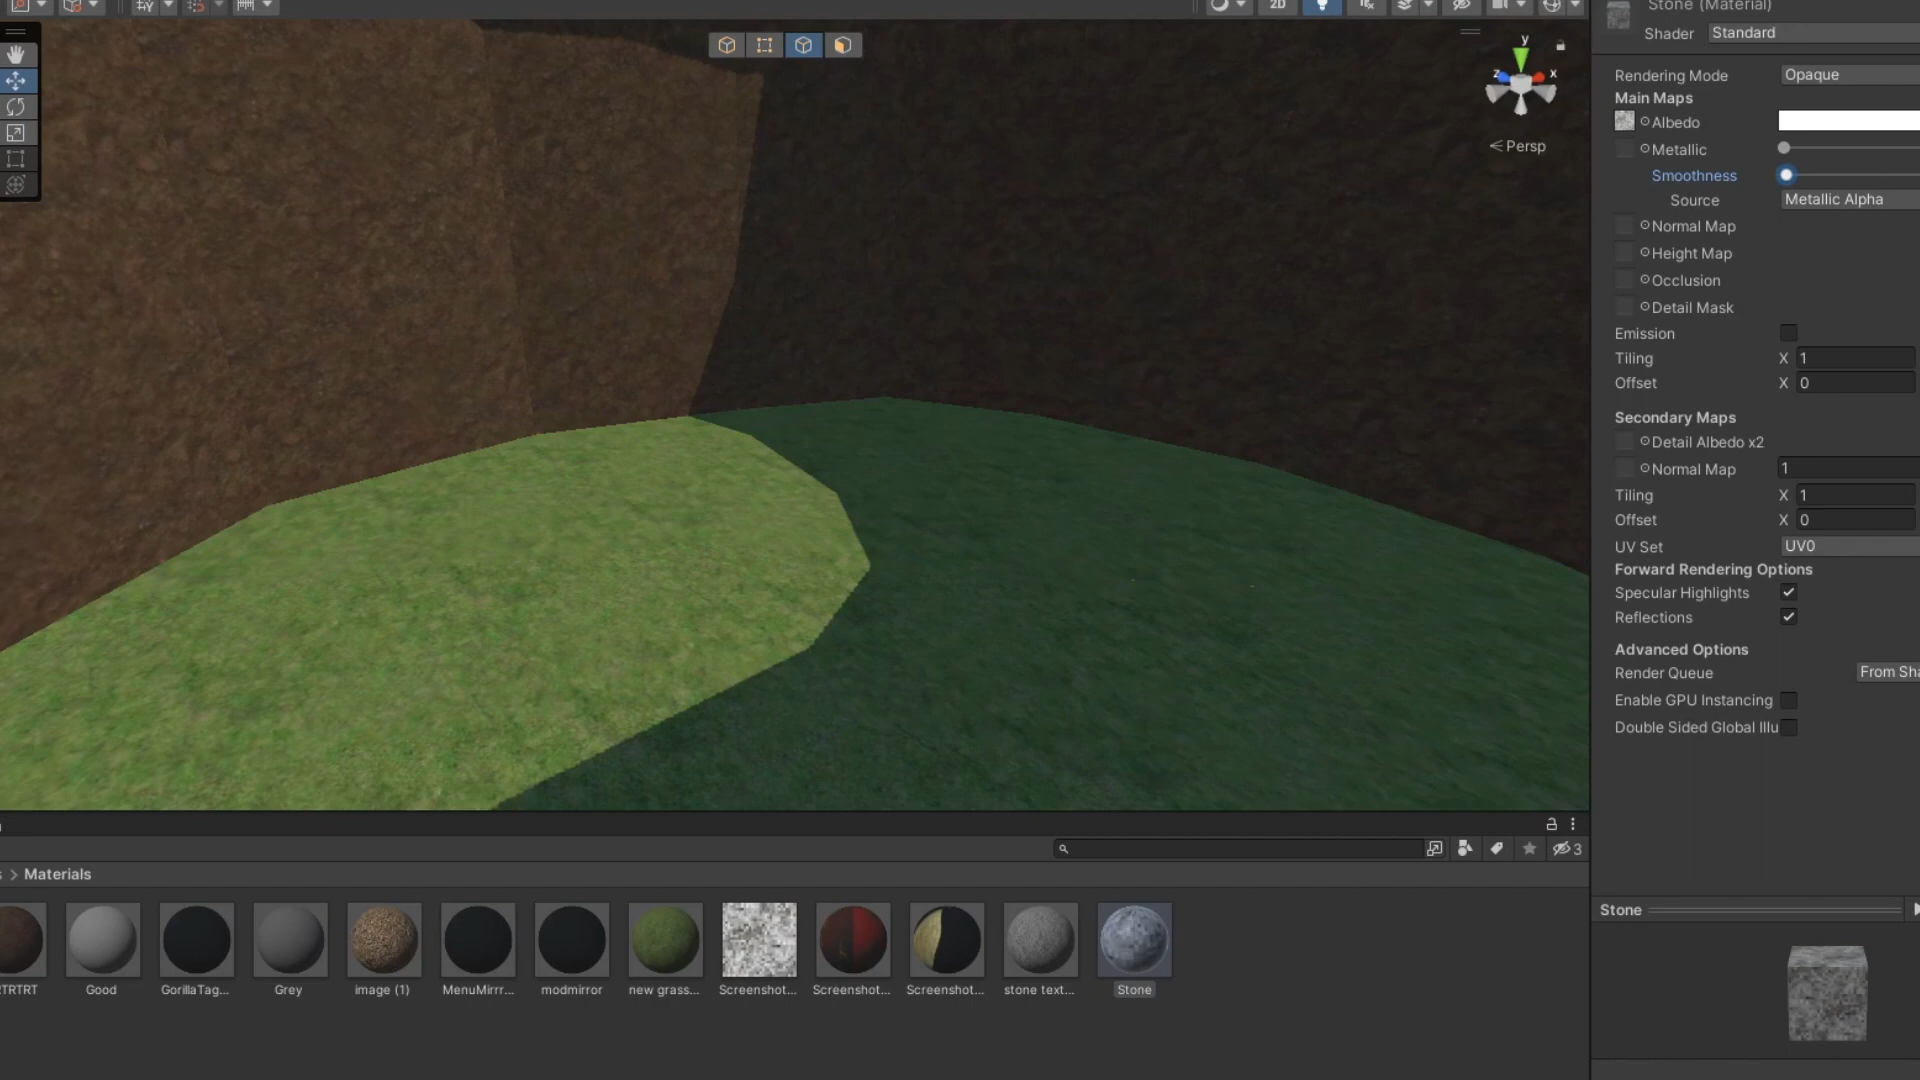 2D
y
z
x
Persp
Stone (Material)
Shader Standard
Rendering Mode Opaque
Main Maps
Albedo
Metallic
Smoothness
Source Metallic Alpha
Normal Map
Height Map
Occlusion
Detail Mask
Emission
Tiling X 1
Offset X 0
Secondary Maps
Detail Albedo x2
Normal Map 1
Tiling X 1
Offset X 0
UV Set UV0
Forward Rendering Options
Specular Highlights
Reflections
Advanced Options
Render Queue From Sha
Enable GPU Instancing
Double Sided Global Illu
Stone
3
> Materials
TRTRT Good GorillaTag... Grey image (1) MenuMirrr... modmirror new grass... Screenshot... Screenshot... Screenshot... stone text... Stone